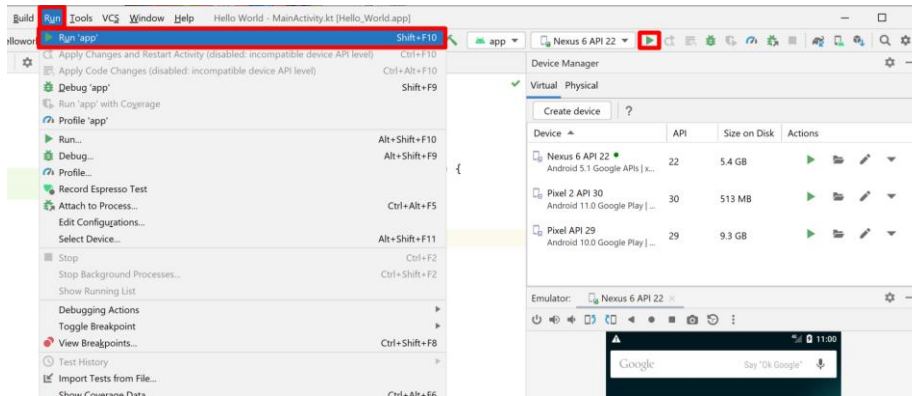 Build Run Tools VCS Window Help Hello World - MainActivity.kt [Hello_World.app]
Run 'app' Shift+F10
app
Nexus 6 API 22
Apply Changes and Restart Activity (disabled: incompatible device API level) Ctrl+F10
Apply Code Changes (disabled: incompatible device API level) Ctrl+Alt+F10
Debug 'app' Shift+F9
Run 'app' with Coverage
Profile 'app'
Run... Alt+Shift+F10
Debug... Alt+Shift+F9
Profile...
Record Espresso Test
Attach to Process... Ctrl+Alt+F5
Edit Configurations...
Select Device... Alt+Shift+F11
Stop Ctrl+F2
Stop Background Processes... Ctrl+Shift+F2
Show Running List
Debugging Actions
Toggle Breakpoint
View Breakpoints... Ctrl+Shift+F8
Test History
Import Tests from File...
Show Coverage Data... Ctrl+Alt+F6
{
Device Manager
Virtual Physical
Create device ?
Device API Size on Disk Actions
Nexus 6 API 22 22 5.4 GB
Android 5.1 Google APIs | x...
Pixel 2 API 30 30 513 MB
Android 11.0 Google Play | ...
Pixel API 29 29 9.3 GB
Android 10.0 Google Play | ...
Emulator: Nexus 6 API 22
11:00
Google Say "Ok Google"